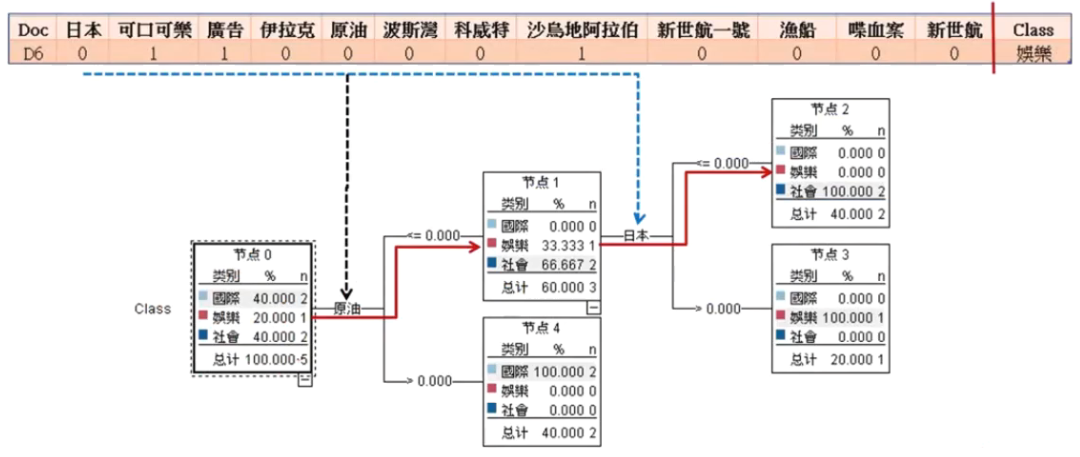 Doc 日本 可口可樂 廣告 伊拉克 原油 波斯灣 科威特 沙烏地阿拉伯 新世航一號 漁船 喋血案 新世航 Class
D6 0 1 1 0 0 0 0 1 0 0 0 0 娛樂
节点 2
类别 % n
國際 0.000 0
娛樂 0.000 0
社會 100.000 2
总计 40.000 2
节点 1
类别 % n
國際 0.000 0
娛樂 33.333 1
社會 66.667 2
总计 60.000 3
<= 0.000
日本
<= 0.000
节点 0
类别 % n
國際 40.000 2
娛樂 20.000 1
社會 40.000 2
总计 100.000 5
Class
原油
节点 3
类别 % n
國際 0.000 0
娛樂 100.000 1
社會 0.000 0
总计 20.000 1
> 0.000
节点 4
类别 % n
國際 100.000 2
娛樂 0.000 0
社會 0.000 0
总计 40.000 2
> 0.000